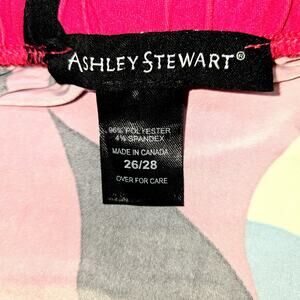 ASHLEY STEWART®
96% POLYESTER
4% SPANDEX
MADE IN CANADA
26/28
OVER FOR CARE